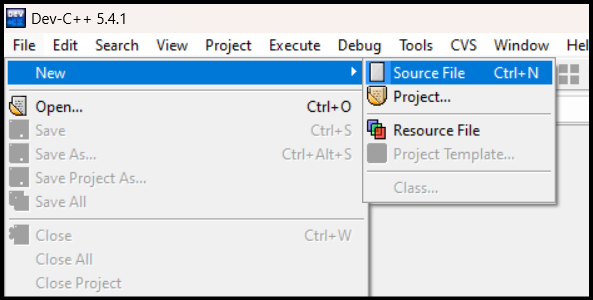 DEV
Dev-C++ 5.4.1
File Edit Search View Project Execute Debug Tools CVS Window Hel
New
Source File Ctrl+N
Project...
Resource File
Project Template...
Class...
Open... Ctrl+O
Save Ctrl+S
Save As... Ctrl+Alt+S
Save Project As...
Save All
Close Ctrl+W
Close All
Close Project